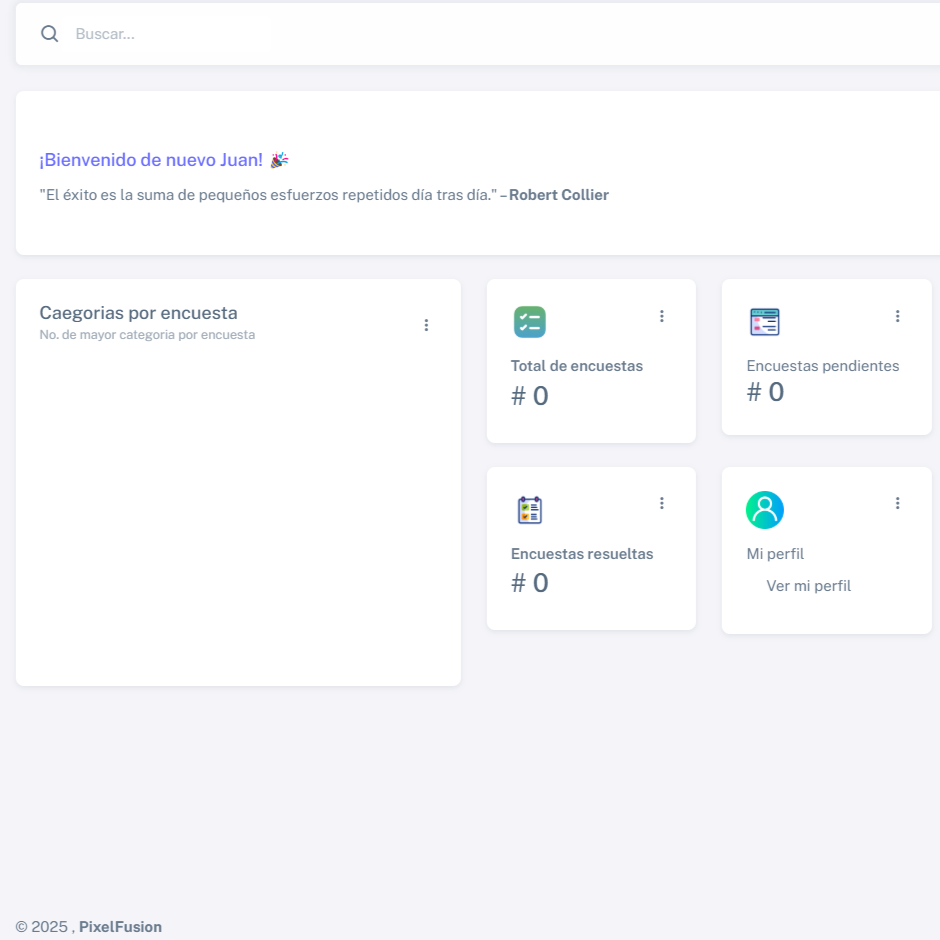 Buscar...
¡Bienvenido de nuevo Juan! 🎉
"El éxito es la suma de pequeños esfuerzos repetidos día tras día." – Robert Collier
Caegorias por encuesta
No. de mayor categoria por encuesta
Total de encuestas
# 0
Encuestas pendientes
# 0
Encuestas resueltas
# 0
Mi perfil
Ver mi perfil
© 2025 , PixelFusion